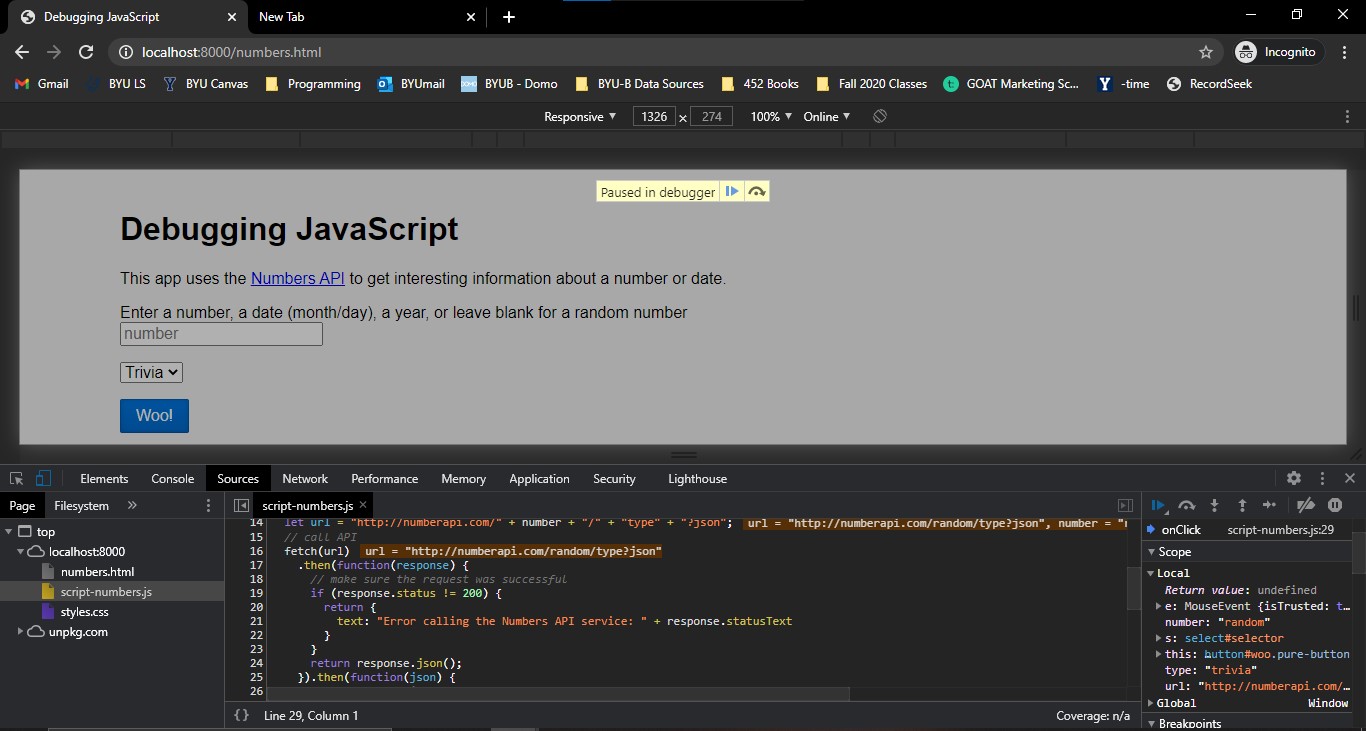 Debugging JavaScript
New Tab
localhost:8000/numbers.html
Incognito
Gmail BYU LS BYU Canvas Programming BYUmail BYUB - Domo BYU-B Data Sources 452 Books Fall 2020 Classes GOAT Marketing Sc... -time RecordSeek
Responsive 1326 × 274 100% Online
Paused in debugger
Debugging JavaScript
This app uses the Numbers API to get interesting information about a number or date.
Enter a number, a date (month/day), a year, or leave blank for a random number
number
Trivia
Woo!
Elements Console Sources Network Performance Memory Application Security Lighthouse
Page Filesystem »
top
localhost:8000
numbers.html
script-numbers.js
styles.css
unpkg.com
script-numbers.js
14 let url = "http://numberapi.com/" + number + "/" + "type" + "?json"; url = "http://numberapi.com/random/type?json", number = "r
15 // call API
16 fetch(url) url = "http://numberapi.com/random/type?json"
17 .then(function(response) {
18 // make sure the request was successful
19 if (response.status != 200) {
20 return {
21 text: "Error calling the Numbers API service: " + response.statusText
22 }
23 }
24 return response.json();
25 }).then(function(json) {
26
{} Line 29, Column 1
Coverage: n/a
onClick script-numbers.js:29
Scope
Local
Return value: undefined
e: MouseEvent {isTrusted: t...
number: "random"
s: select#selector
this: button#woo.pure-button
type: "trivia"
url: "http://numberapi.com/...
Global Window
Breakpoints